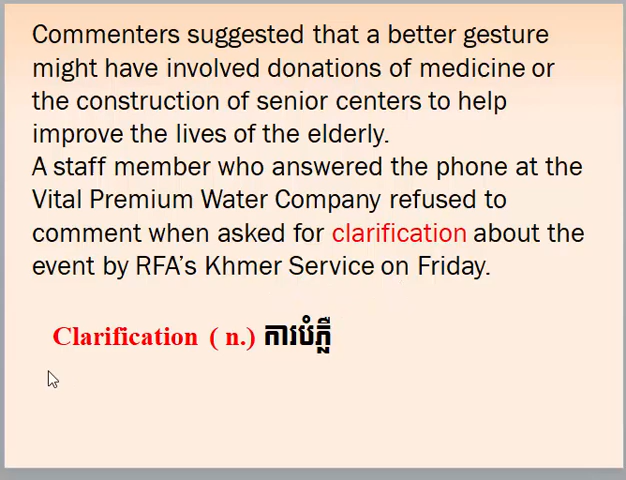 Commenters suggested that a better gesture
might have involved donations of medicine or
the construction of senior centers to help
improve the lives of the elderly.
A staff member who answered the phone at the
Vital Premium Water Company refused to
comment when asked for clarification about the
event by RFA’s Khmer Service on Friday.
Clarification ( n.) ការបំភ្លឺ